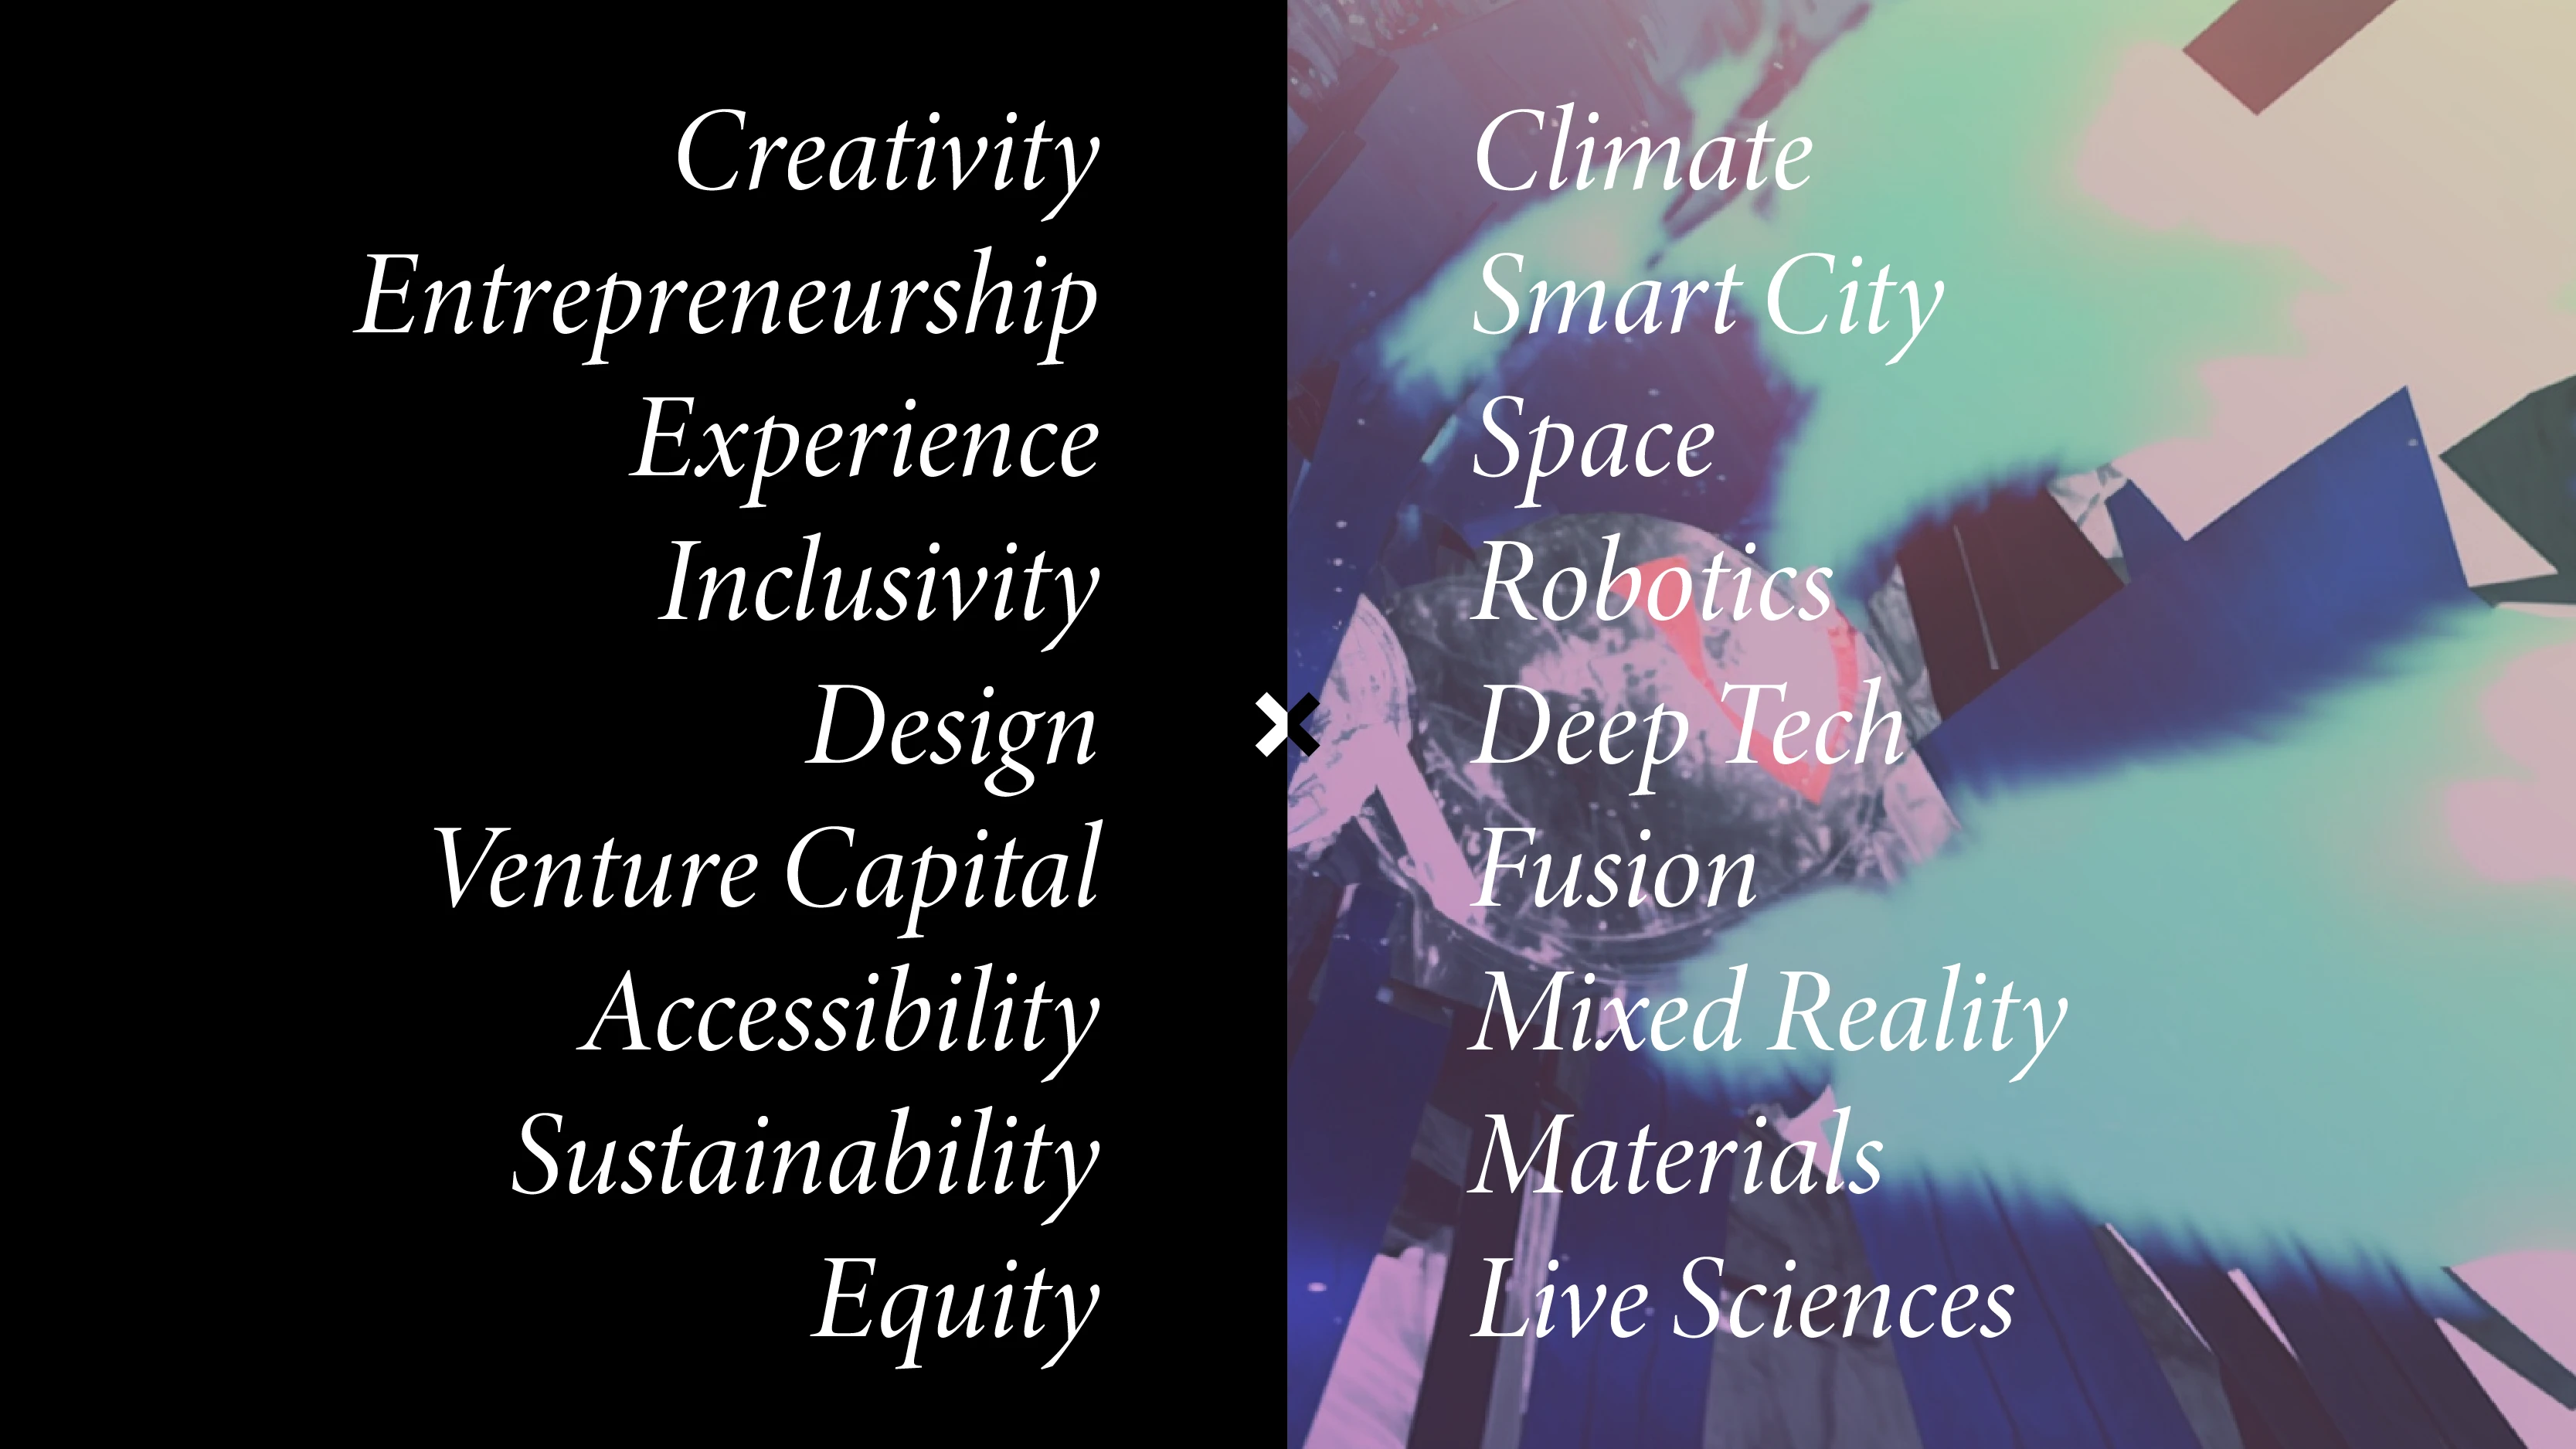 Creativity
Entrepreneurship
Experience
Inclusivity
Design
Venture Capital
Accessibility
Sustainability
Equity
×
Climate
Smart City
Space
Robotics
Deep Tech
Fusion
Mixed Reality
Materials
Live Sciences